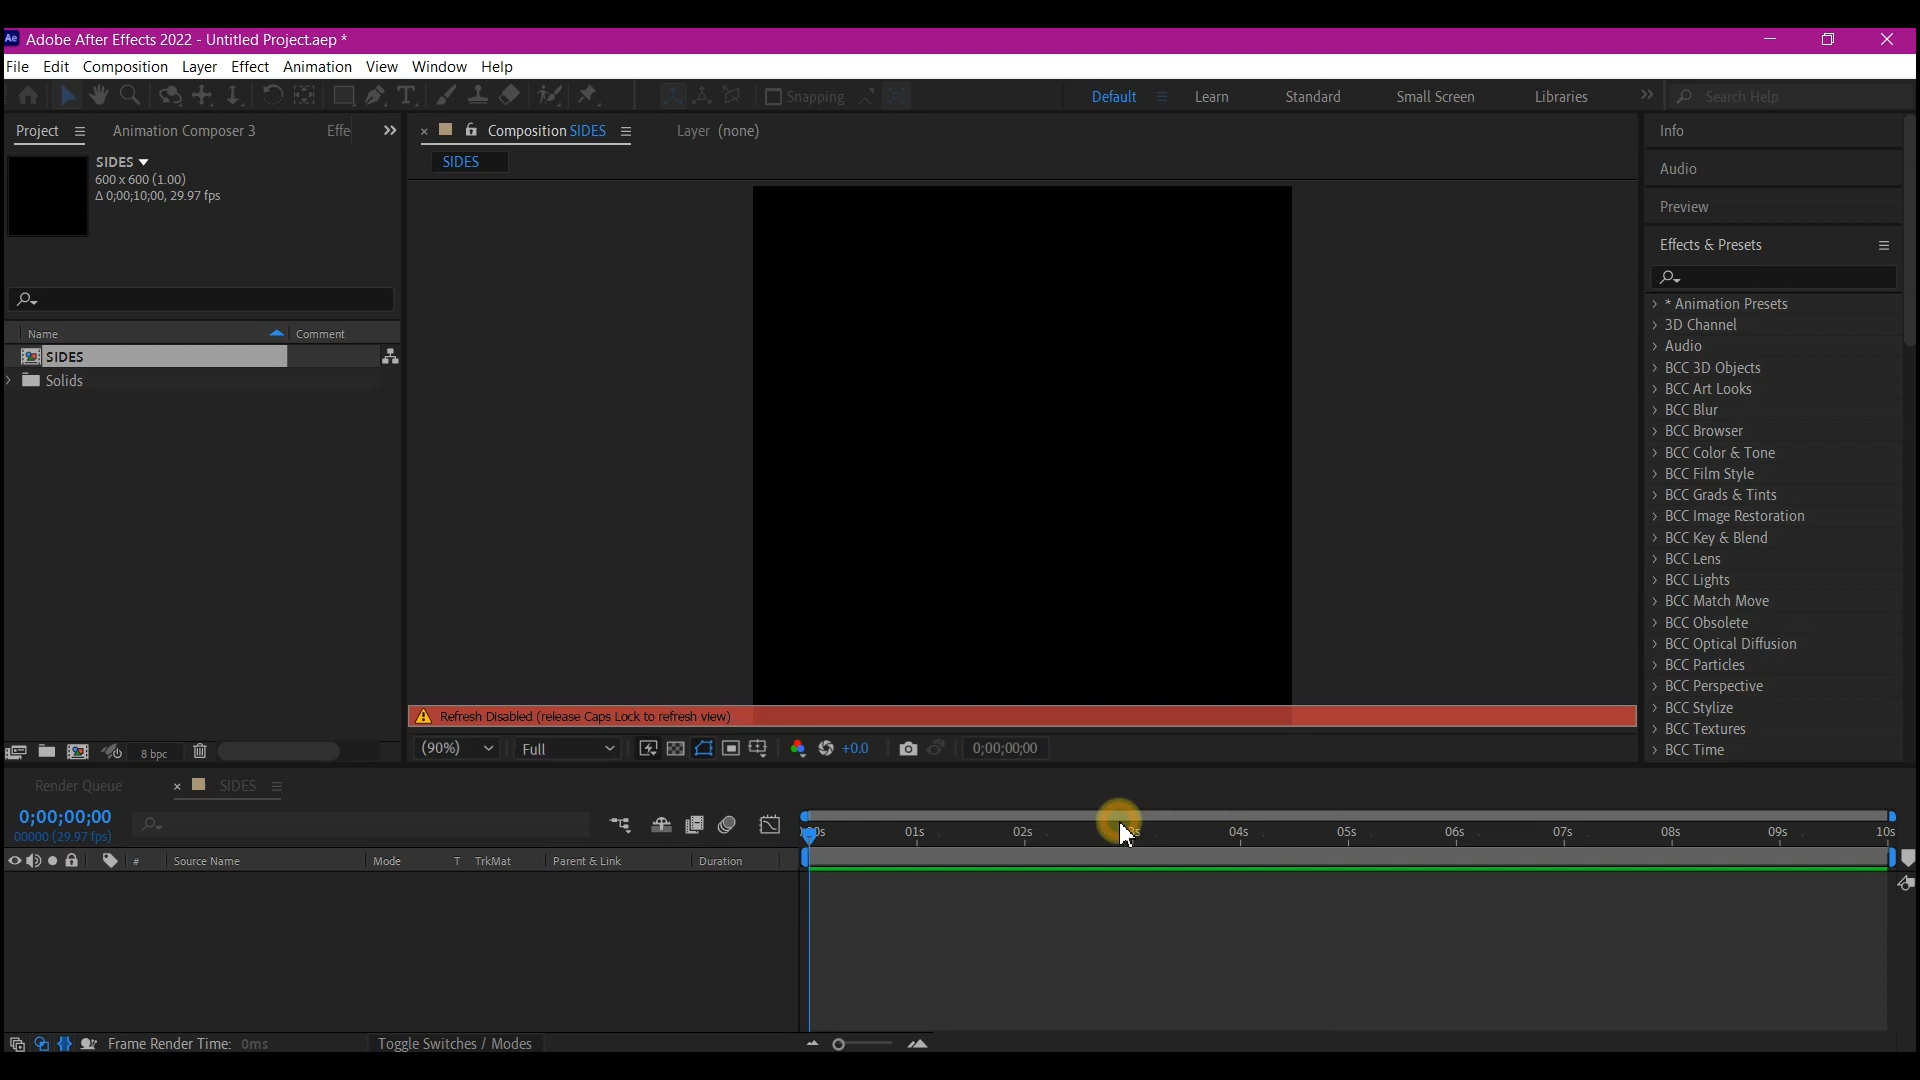 Ae Adobe After Effects 2022 - Untitled Project.aep *
File Edit Composition Layer Effect Animation View Window Help
Snapping Default Learn Standard Small Screen Libraries Search Help
Project Animation Composer 3 Effe
Composition SIDES Layer (none)
SIDES
SIDES
600 x 600 (1.00)
Δ 0;00;10;00, 29.97 fps
Name Comment
SIDES
Solids
Refresh Disabled (release Caps Lock to refresh view)
8 bpc
(90%) Full +0.0 0;00;00;00
Info
Audio
Preview
Effects & Presets
* Animation Presets
3D Channel
Audio
BCC 3D Objects
BCC Art Looks
BCC Blur
BCC Browser
BCC Color & Tone
BCC Film Style
BCC Grads & Tints
BCC Image Restoration
BCC Key & Blend
BCC Lens
BCC Lights
BCC Match Move
BCC Obsolete
BCC Optical Diffusion
BCC Particles
BCC Perspective
BCC Stylize
BCC Textures
BCC Time
Render Queue SIDES
0;00;00;00
00000 (29.97 fps)
01s 02s 04s 05s 06s 07s 08s 09s 10s
# Source Name Mode T TrkMat Parent & Link Duration
Frame Render Time: 0ms Toggle Switches / Modes